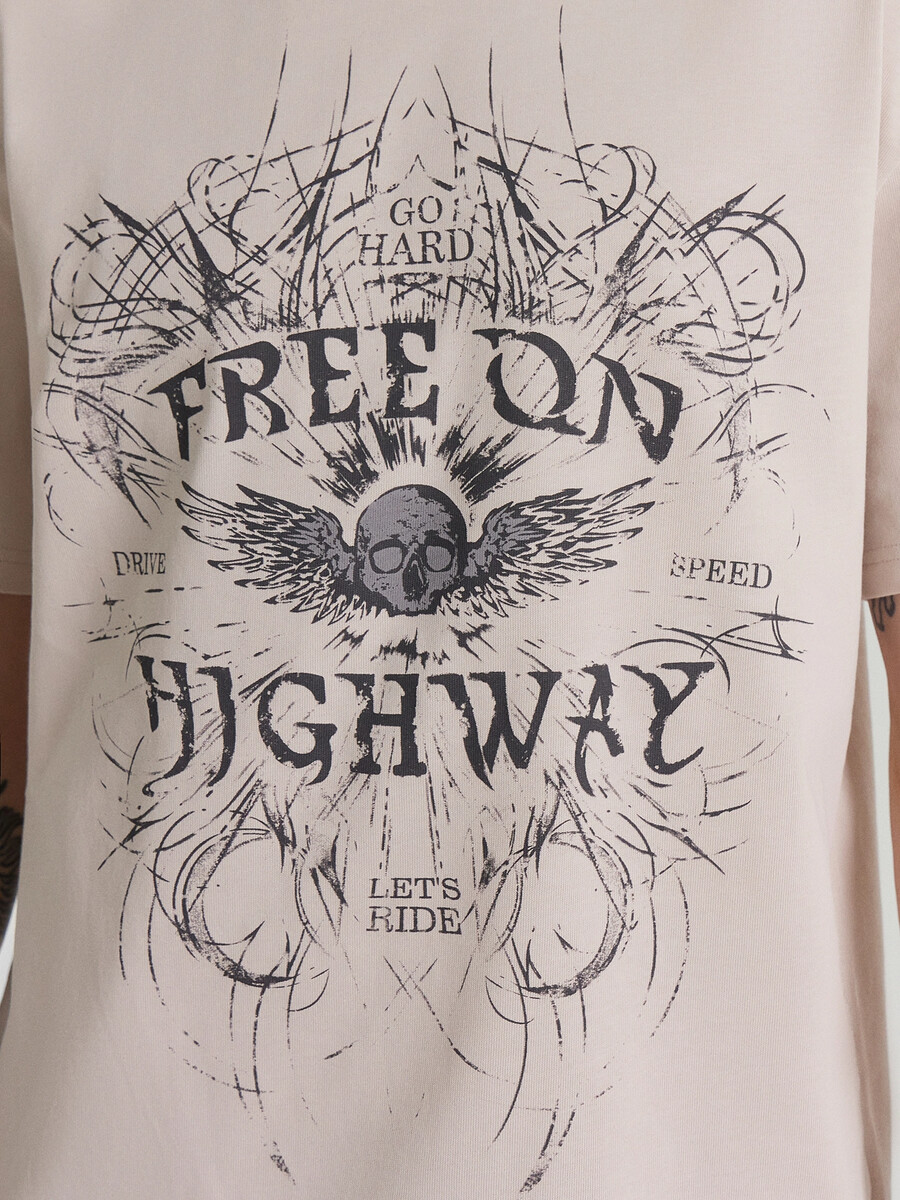 GO
HARD
FREE ON
DRIVE
SPEED
HIGHWAY
LET'S
RIDE